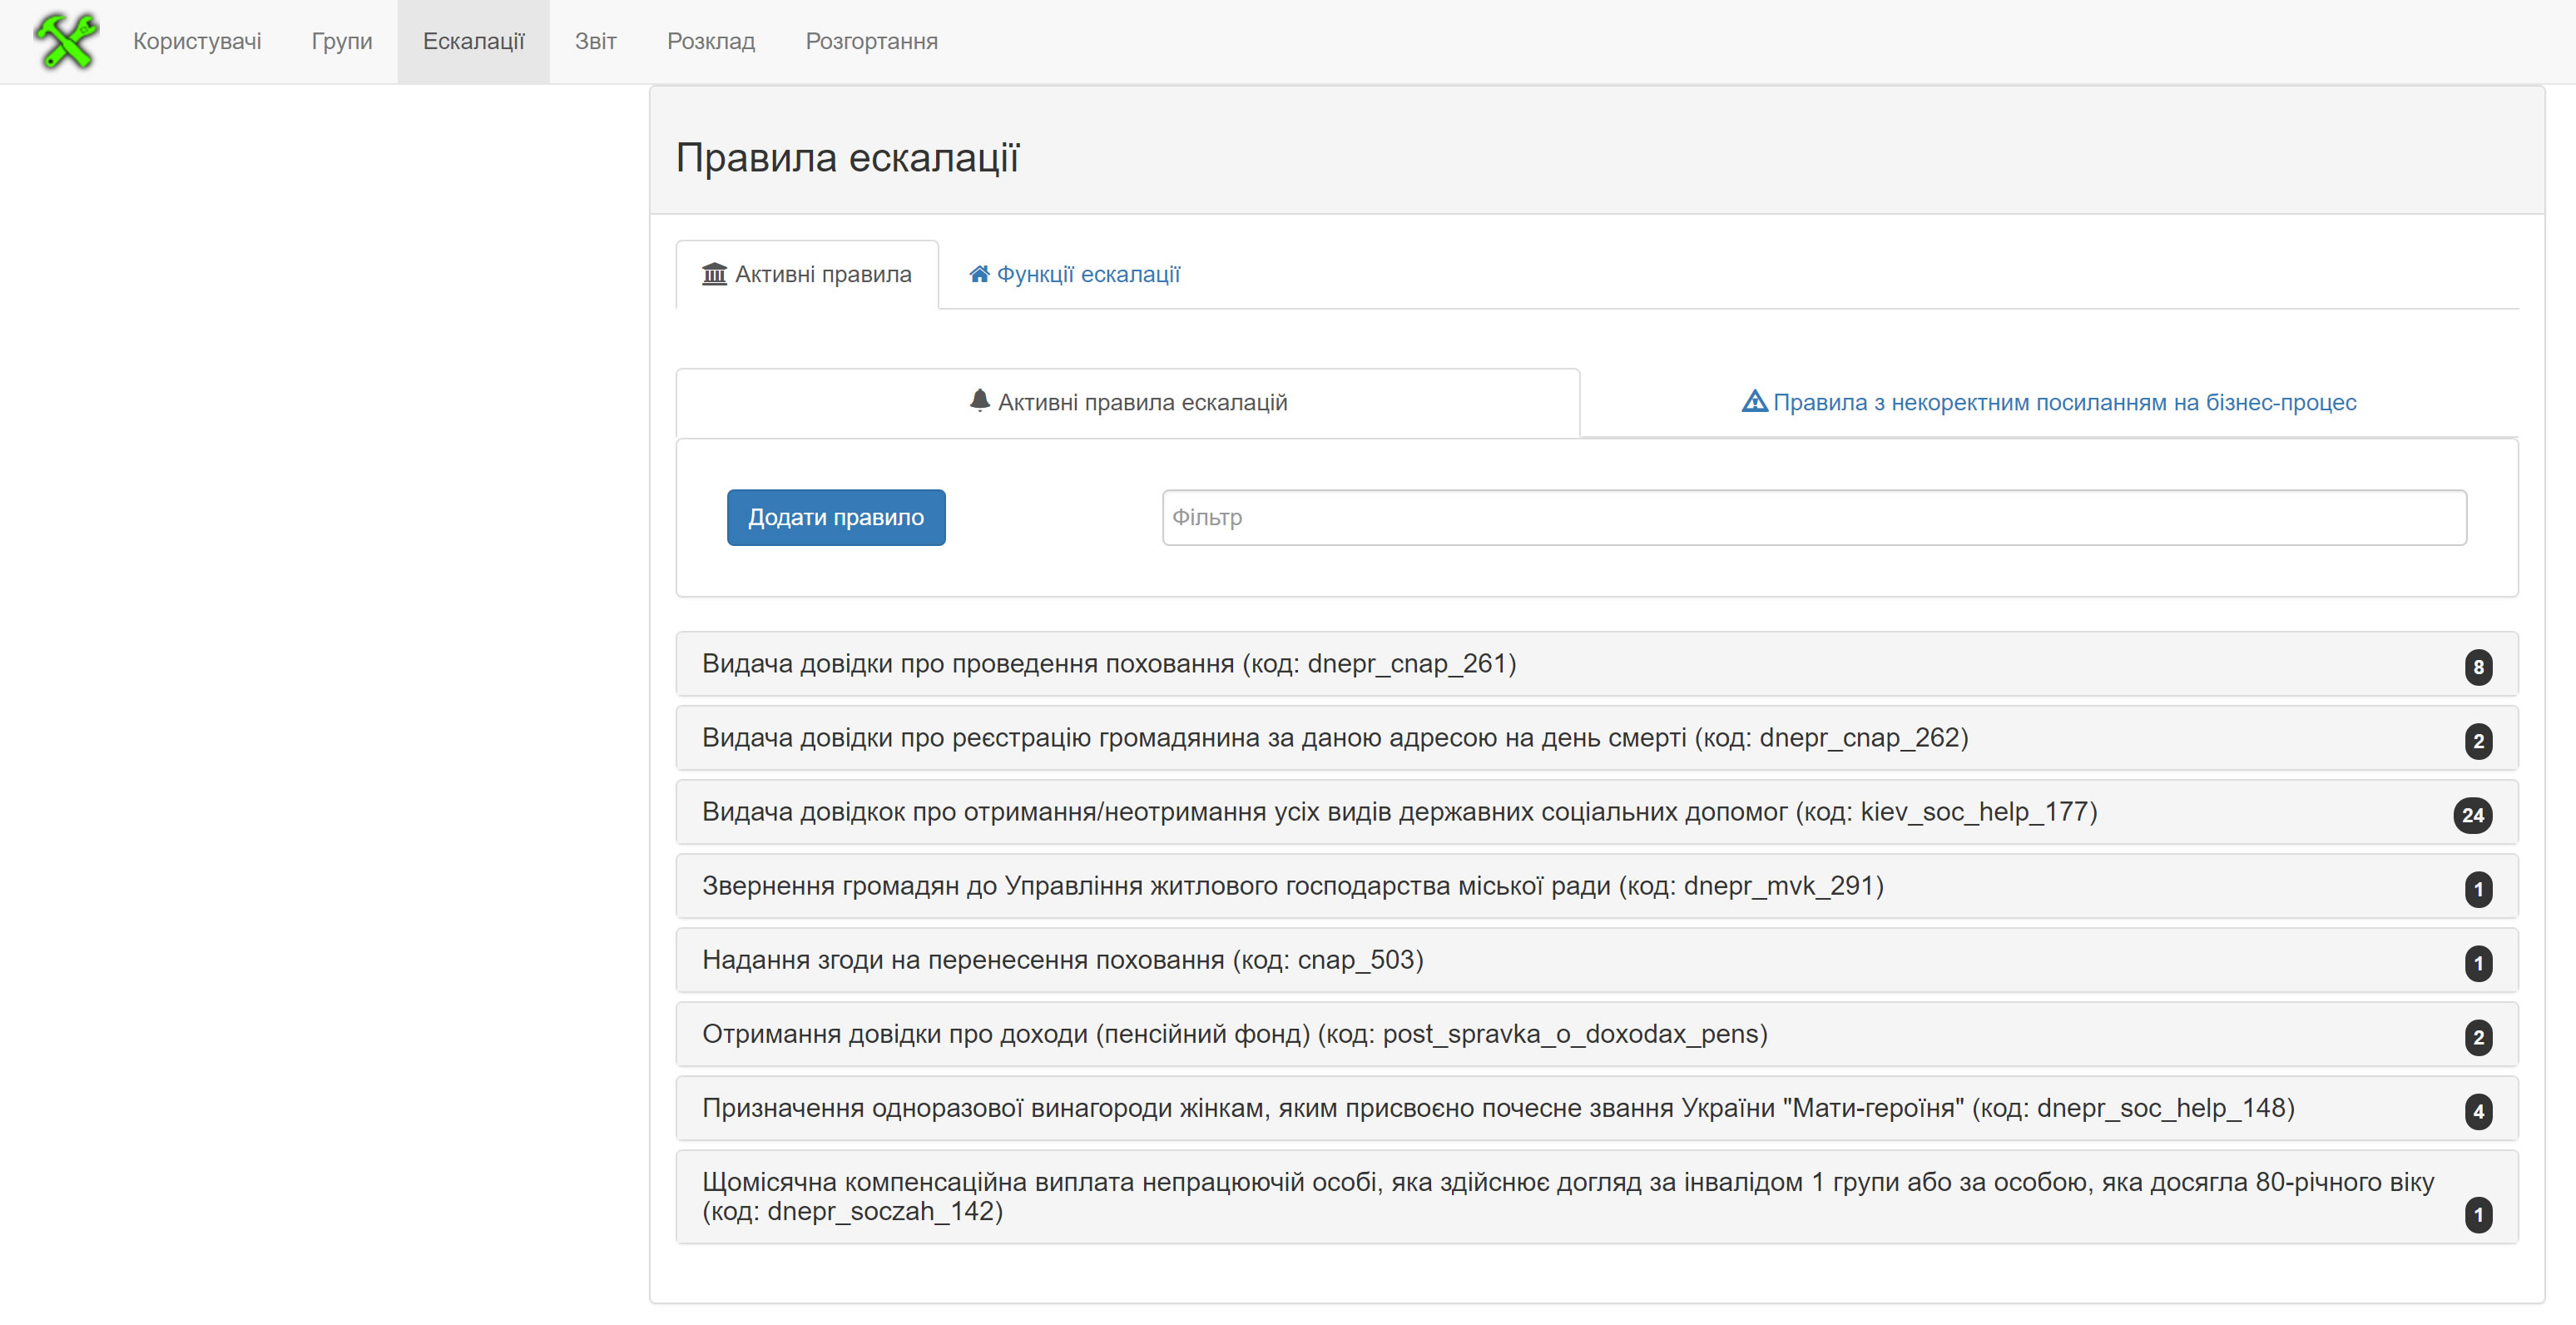 Користувачі Групи Ескалації Звіт Розклад Розгортання
Правила ескалації
Активні правила Функції ескалації
Активні правила ескалацій Правила з некоректним посиланням на бізнес-процес
Додати правило Фільтр
Видача довідки про проведення поховання (код: dnepr_cnap_261) 8
Видача довідки про реєстрацію громадянина за даною адресою на день смерті (код: dnepr_cnap_262) 2
Видача довідкок про отримання/неотримання усіх видів державних соціальних допомог (код: kiev_soc_help_177) 24
Звернення громадян до Управління житлового господарства міської ради (код: dnepr_mvk_291) 1
Надання згоди на перенесення поховання (код: cnap_503) 1
Отримання довідки про доходи (пенсійний фонд) (код: post_spravka_o_doxodax_pens) 2
Призначення одноразової винагороди жінкам, яким присвоєно почесне звання України "Мати-героїня" (код: dnepr_soc_help_148) 4
Щомісячна компенсаційна виплата непрацюючій особі, яка здійснює догляд за інвалідом 1 групи або за особою, яка досягла 80-річного віку
(код: dnepr_soczah_142) 1